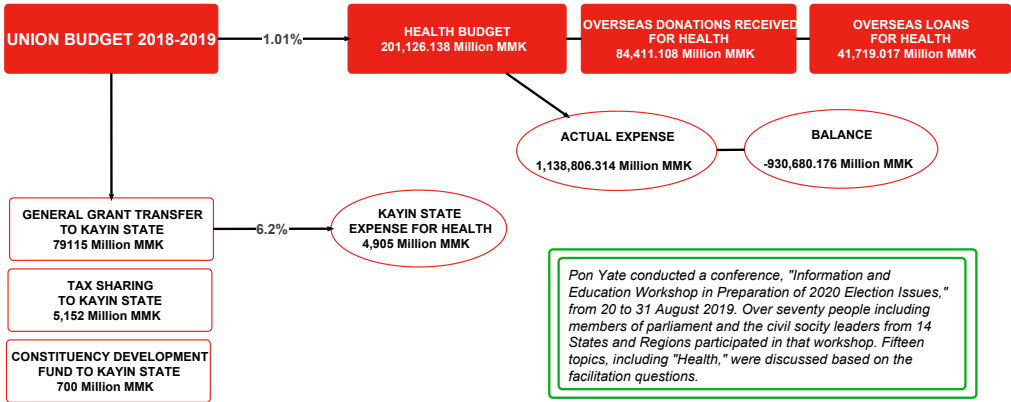 UNION BUDGET 2018-2019
1.01%
HEALTH BUDGET
201,126.138 Million MMK
OVERSEAS DONATIONS RECEIVED
FOR HEALTH
84,411.108 Million MMK
OVERSEAS LOANS
FOR HEALTH
41,719.017 Million MMK
ACTUAL EXPENSE
1,138,806.314 Million MMK
BALANCE
-930,680.176 Million MMK
GENERAL GRANT TRANSFER
TO KAYIN STATE
79115 Million MMK
6.2%
KAYIN STATE
EXPENSE FOR HEALTH
4,905 Million MMK
TAX SHARING
TO KAYIN STATE
5,152 Million MMK
CONSTITUENCY DEVELOPMENT
FUND TO KAYIN STATE
700 Million MMK
Pon Yate conducted a conference, "Information and
Education Workshop in Preparation of 2020 Election Issues,"
from 20 to 31 August 2019. Over seventy people including
members of parliament and the civil socity leaders from 14
States and Regions participated in that workshop. Fifteen
topics, including "Health," were discussed based on the
facilitation questions.